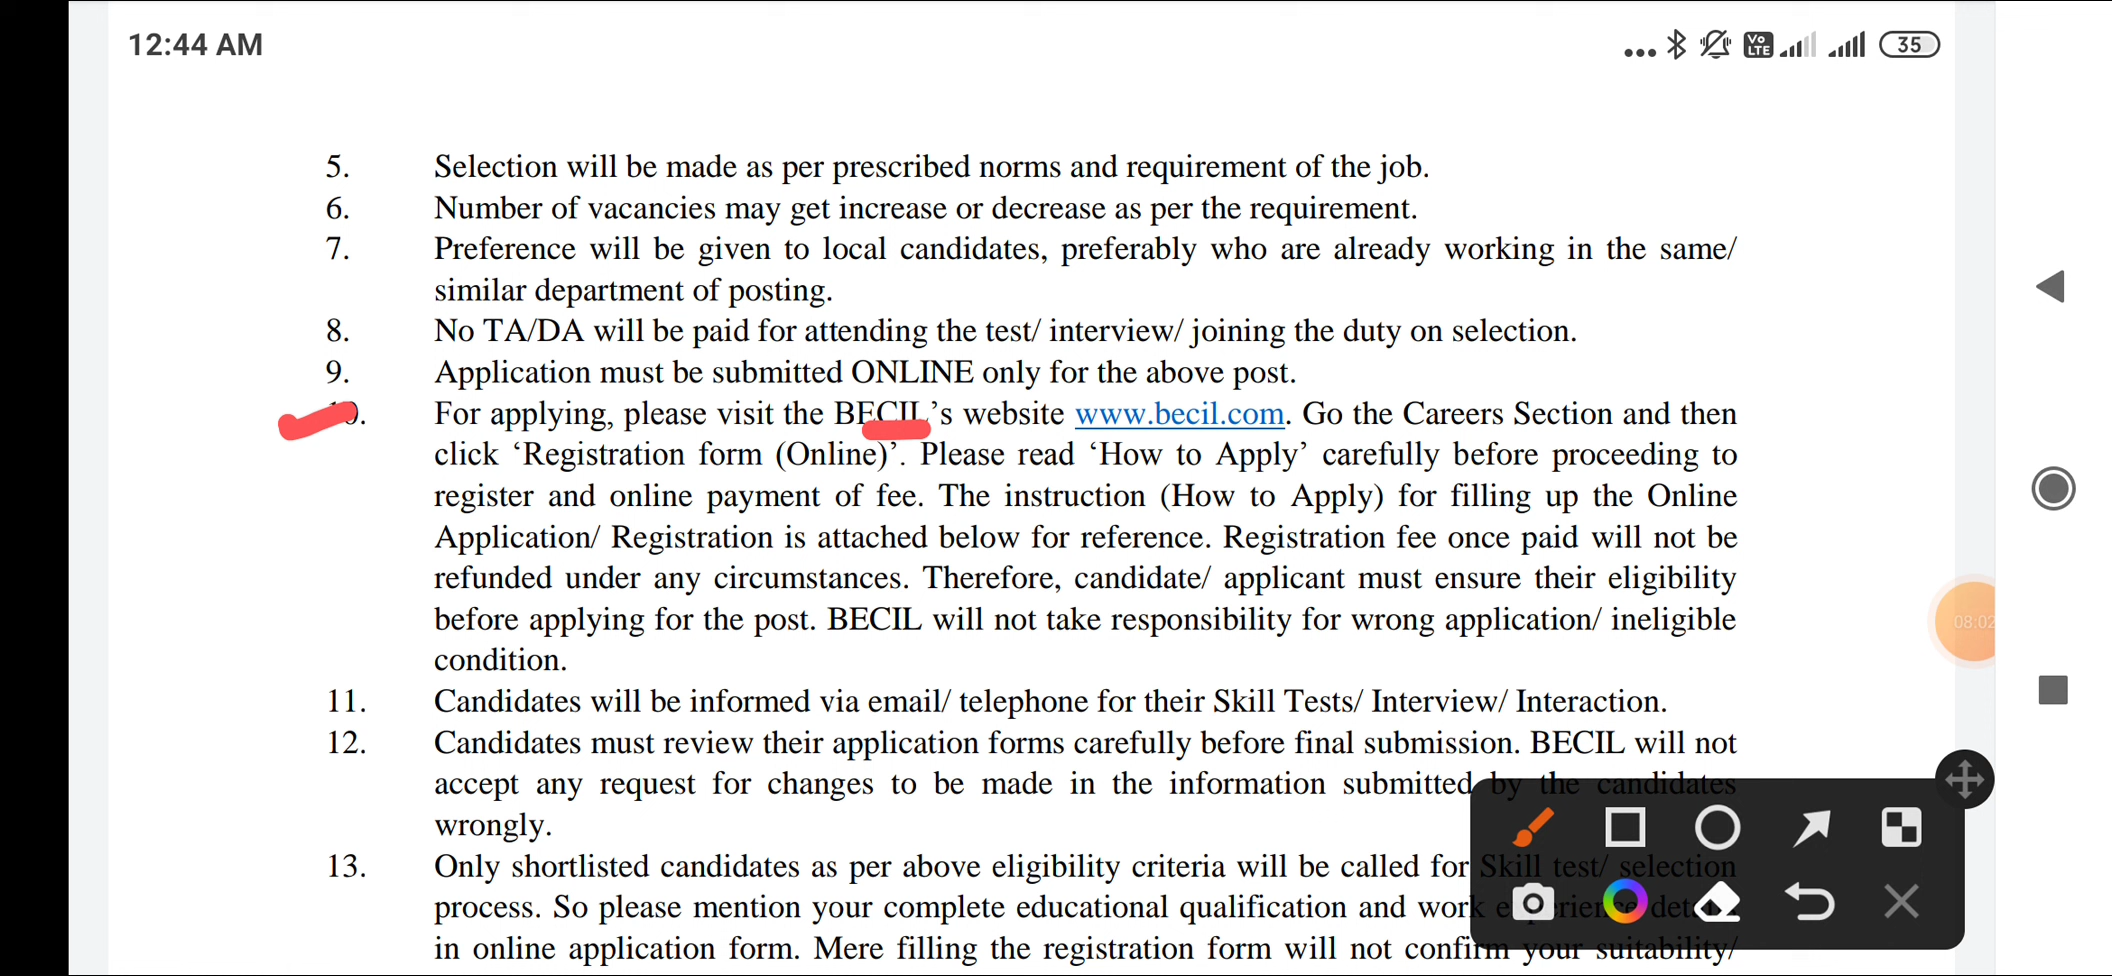 12:44 AM
Vo LTE 35
5. Selection will be made as per prescribed norms and requirement of the job.
6. Number of vacancies may get increase or decrease as per the requirement.
7. Preference will be given to local candidates, preferably who are already working in the same/
similar department of posting.
8. No TA/DA will be paid for attending the test/ interview/ joining the duty on selection.
9. Application must be submitted ONLINE only for the above post.
10. For applying, please visit the BECIL's website www.becil.com. Go the Careers Section and then
click ‘Registration form (Online)’. Please read ‘How to Apply’ carefully before proceeding to
register and online payment of fee. The instruction (How to Apply) for filling up the Online
Application/ Registration is attached below for reference. Registration fee once paid will not be
refunded under any circumstances. Therefore, candidate/ applicant must ensure their eligibility
before applying for the post. BECIL will not take responsibility for wrong application/ ineligible
08:02
condition.
11. Candidates will be informed via email/ telephone for their Skill Tests/ Interview/ Interaction.
12. Candidates must review their application forms carefully before final submission. BECIL will not
accept any request for changes to be made in the information submitted by the candidates
wrongly.
13. Only shortlisted candidates as per above eligibility criteria will be called for Skill test/ selection
process. So please mention your complete educational qualification and work
in online application form. Mere filling the registration form will not confirm your suitability/